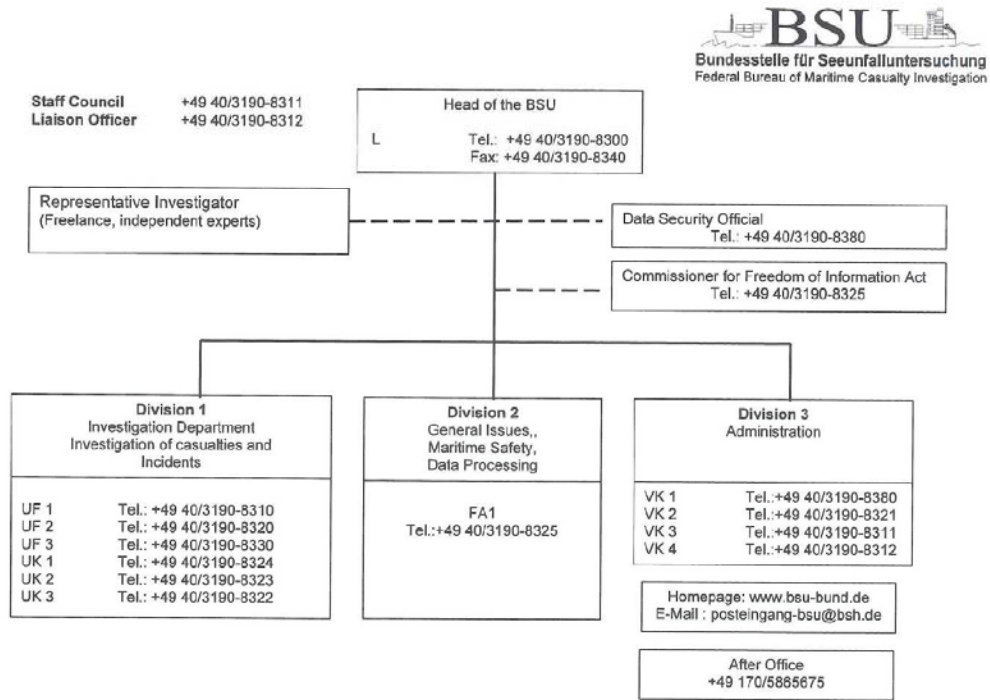 BSU
Bundesstelle für Seeunfalluntersuchung
Federal Bureau of Maritime Casualty Investigation
Staff Council +49 40/3190-8311
Liaison Officer +49 40/3190-8312
Head of the BSU
L Tel.: +49 40/3190-8300
Fax: +49 40/3190-8340
Representative Investigator
(Freelance, independent experts)
Data Security Official
Tel.: +49 40/3190-8380
Commissioner for Freedom of Information Act
Tel.: +49 40/3190-8325
Division 1
Investigation Department
Investigation of casualties and
Incidents
UF 1 Tel.: +49 40/3190-8310
UF 2 Tel.: +49 40/3190-8320
UF 3 Tel.: +49 40/3190-8330
UK 1 Tel.: +49 40/3190-8324
UK 2 Tel.: +49 40/3190-8323
UK 3 Tel.: +49 40/3190-8322
Division 2
General Issues,,
Maritime Safety,
Data Processing
FA1
Tel.:+49 40/3190-8325
Division 3
Administration
VK 1 Tel.:+49 40/3190-8380
VK 2 Tel.:+49 40/3190-8321
VK 3 Tel.:+49 40/3190-8311
VK 4 Tel.:+49 40/3190-8312
Homepage: www.bsu-bund.de
E-Mail : posteingang-bsu@bsh.de
After Office
+49 170/5865675